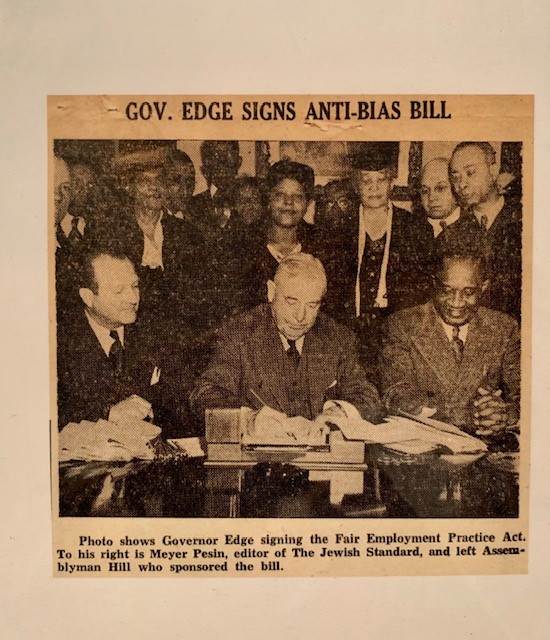 GOV. EDGE SIGNS ANTI-BIAS BILL
Photo shows Governor Edge signing the Fair Employment Practice Act.
To his right is Meyer Pesin, editor of The Jewish Standard, and left Assem-
blyman Hill who sponsored the bill.